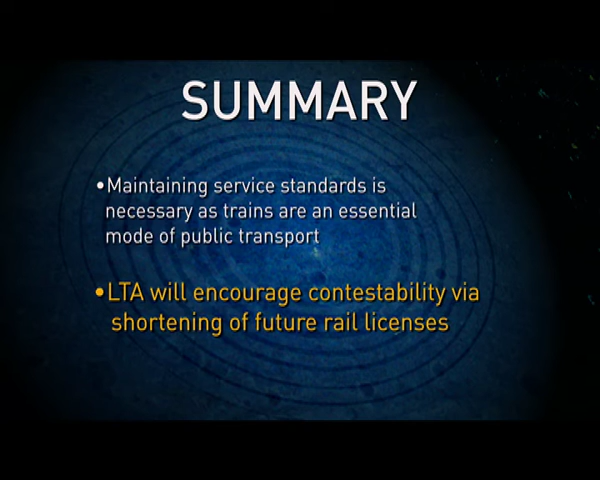 SUMMARY
•Maintaining service standards is
necessary as trains are an essential
mode of public transport
•LTA will encourage contestability via
shortening of future rail licenses